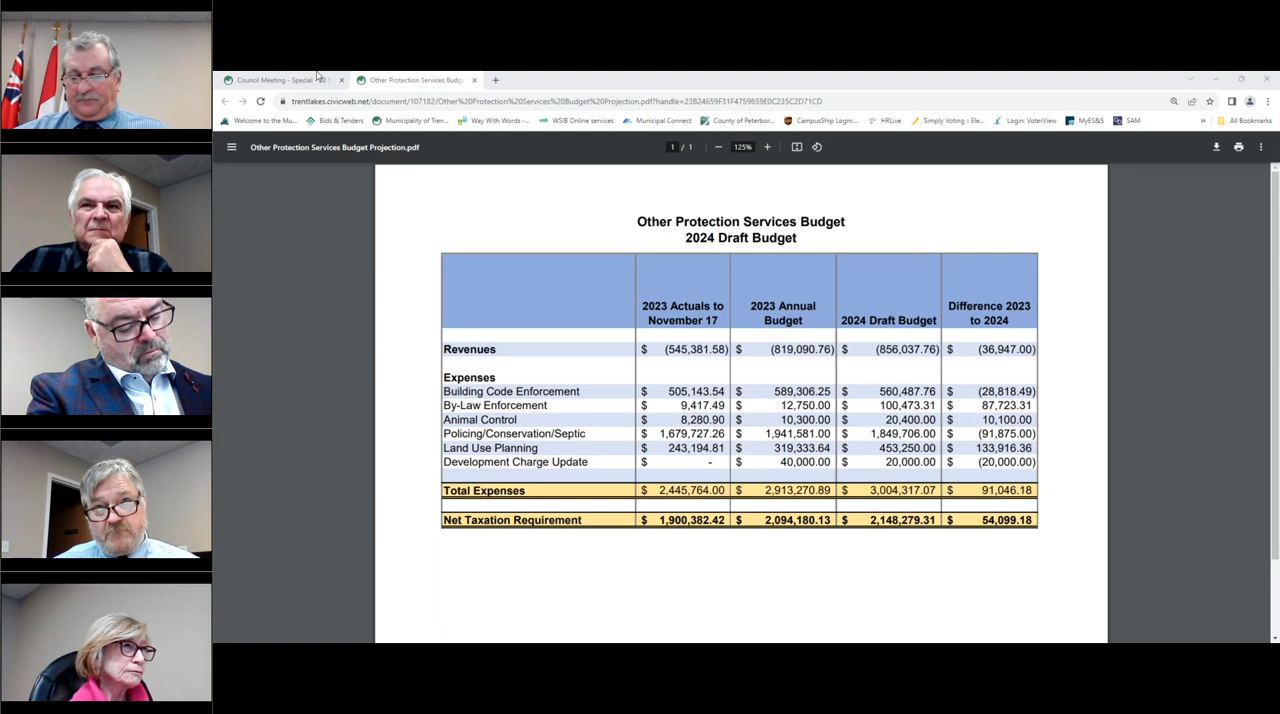 Council Meeting - Special
Other Protection Services Budg
trentlakes.civicweb.net/document/107182/Other%20Protection%20Services%20Budget%20Projection.pdf?handle=23B24659F31F4759859E0C235C2D71CD
Welcome to the Mu... Bids & Tenders Municipality of Tren... Way With Words -... WSIB Online services Municipal Connect County of Peterbor... CampusShip Login:... HRLive Simply Voting :: Ele... Login: VoterView MyES&S SAM » All Bookmarks
Other Protection Services Budget Projection.pdf 1 / 1 125%
Other Protection Services Budget
2024 Draft Budget
2023 Actuals to November 17 2023 Annual Budget 2024 Draft Budget Difference 2023 to 2024
Revenues $ (545,381.58) $ (819,090.76) $ (856,037.76) $ (36,947.00)
Expenses
Building Code Enforcement $ 505,143.54 $ 589,306.25 $ 560,487.76 $ (28,818.49)
By-Law Enforcement $ 9,417.49 $ 12,750.00 $ 100,473.31 $ 87,723.31
Animal Control $ 8,280.90 $ 10,300.00 $ 20,400.00 $ 10,100.00
Policing/Conservation/Septic $ 1,679,727.26 $ 1,941,581.00 $ 1,849,706.00 $ (91,875.00)
Land Use Planning $ 243,194.81 $ 319,333.64 $ 453,250.00 $ 133,916.36
Development Charge Update $ - $ 40,000.00 $ 20,000.00 $ (20,000.00)
Total Expenses $ 2,445,764.00 $ 2,913,270.89 $ 3,004,317.07 $ 91,046.18
Net Taxation Requirement $ 1,900,382.42 $ 2,094,180.13 $ 2,148,279.31 $ 54,099.18